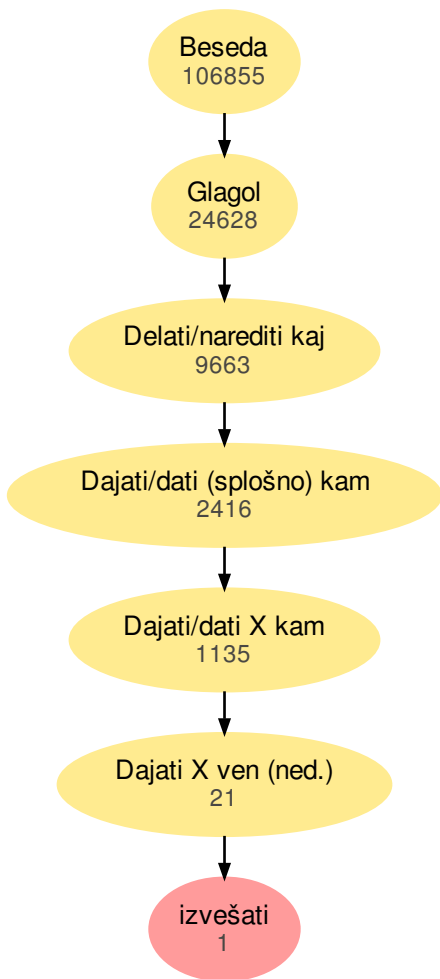 Beseda
106855
Glagol
24628
Delati/narediti kaj
9663
Dajati/dati (splošno) kam
2416
Dajati/dati X kam
1135
Dajati X ven (ned.)
21
izvešati
1